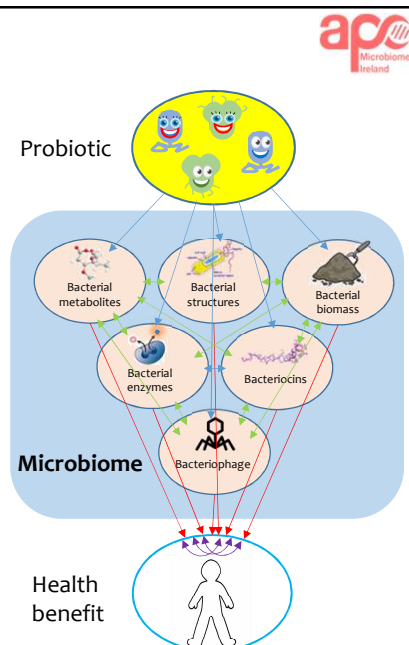 apc
Microbiome
Ireland
Probiotic
Bacterial
metabolites
Bacterial
structures
Bacterial
biomass
Bacterial
enzymes
Bacteriocins
Bacteriophage
Microbiome
Health
benefit